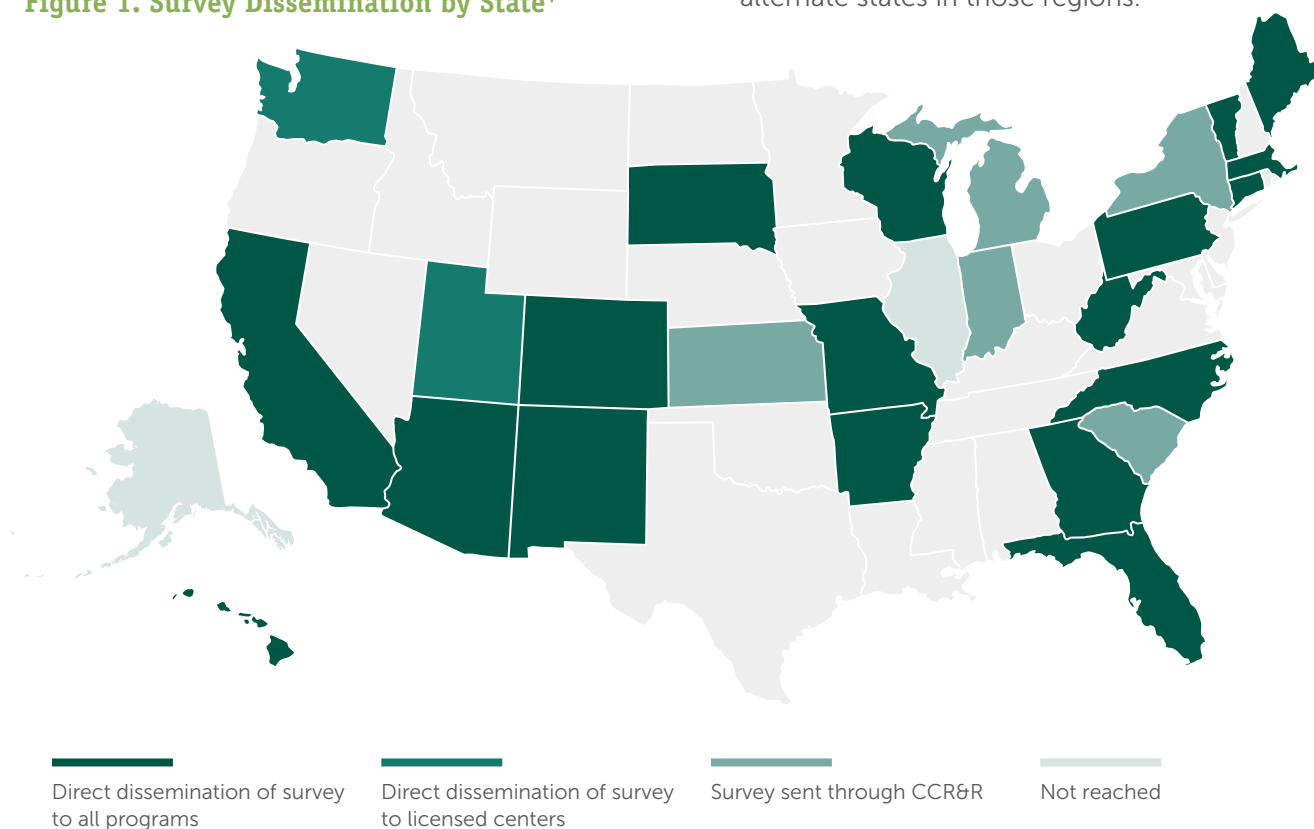 Figure 1. Survey Dissemination by State
alternate states in those regions.
Direct dissemination of survey
to all programs
Direct dissemination of survey
to licensed centers
Survey sent through CCR&R
Not reached